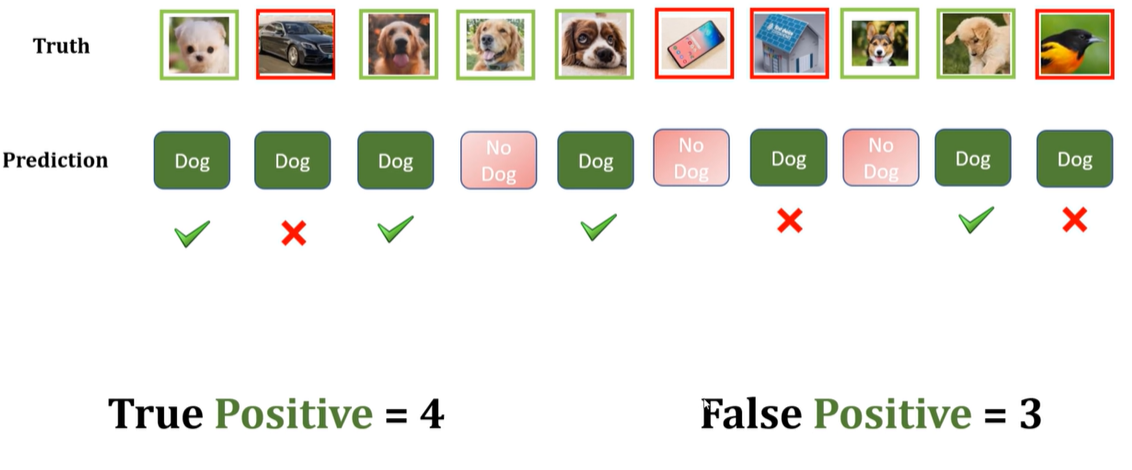 Truth
Prediction
Dog
Dog
Dog
No
Dog
Dog
No
Dog
Dog
No
Dog
Dog
Dog
True Positive = 4
False Positive = 3